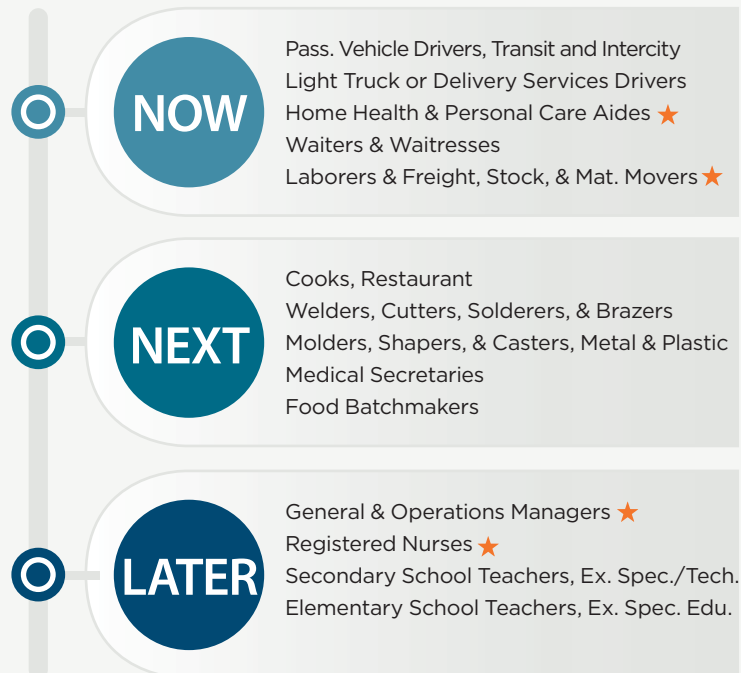 NOW
Pass. Vehicle Drivers, Transit and Intercity
Light Truck or Delivery Services Drivers
Home Health & Personal Care Aides
Waiters & Waitresses
Laborers & Freight, Stock, & Mat. Movers
NEXT
Cooks, Restaurant
Welders, Cutters, Solderers, & Brazers
Molders, Shapers, & Casters, Metal & Plastic
Medical Secretaries
Food Batchmakers
LATER
General & Operations Managers
Registered Nurses
Secondary School Teachers, Ex. Spec./Tech.
Elementary School Teachers, Ex. Spec. Edu.